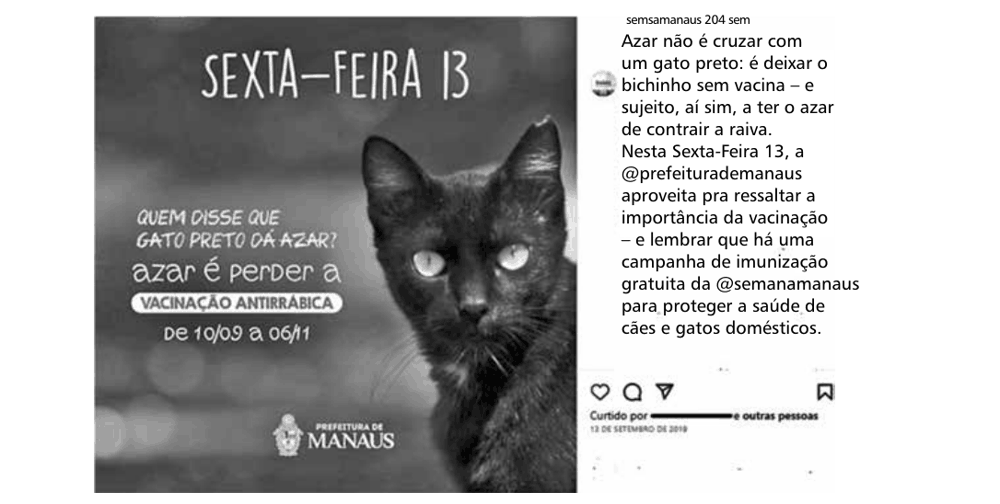 SEXTA-FEIRA 13
QUEM DISSE QUE
GATO PRETO DÁ AZAR?
azar é perder a
VACINAÇÃO ANTIRRÁBICA
de 10/09 a 06/11
PREFEITURA DE
MANAUS
semsamanaus 204 sem
Azar não é cruzar com
um gato preto: é deixar o
bichinho sem vacina – e
sujeito, aí sim, a ter o azar
de contrair a raiva.
Nesta Sexta-Feira 13, a
@prefeiturademanaus
aproveita pra ressaltar a
importância da vacinação
– e lembrar que há uma
campanha de imunização
gratuita da @semanamanaus
para proteger a saúde de
cães e gatos domésticos.
Curtido por e outras pessoas
13 DE SETEMBRO DE 2019